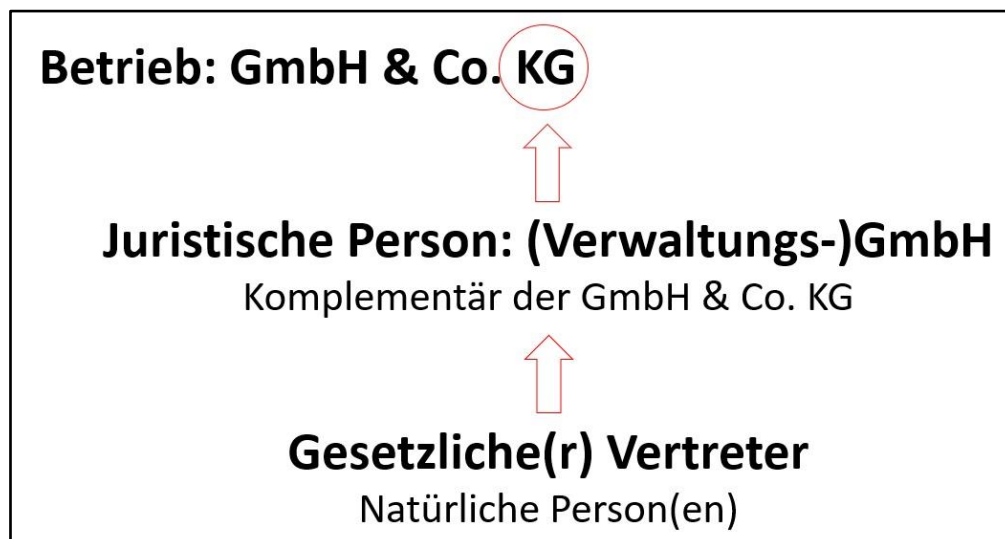 Betrieb: GmbH & Co. KG
Juristische Person: (Verwaltungs-)GmbH
Komplementär der GmbH & Co. KG
Gesetzliche(r) Vertreter
Natürliche Person(en)